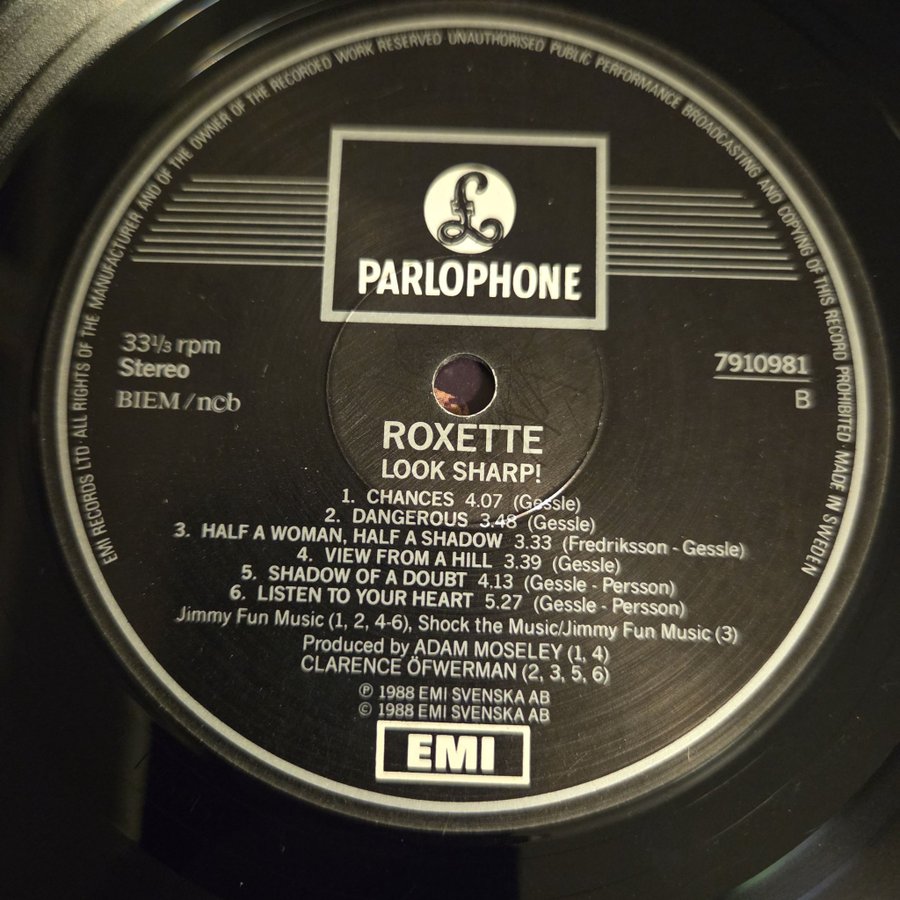 EMI RECORDS LTD · ALL RIGHTS OF THE MANUFACTURER AND OF THE OWNER OF THE RECORDED WORK RESERVED UNAUTHORISED PUBLIC PERFORMANCE BROADCASTING AND COPYING OF THIS RECORD PROHIBITED · MADE IN SWEDEN
£
PARLOPHONE
33⅓ rpm
Stereo
BIEM/ncb
7910981
B
ROXETTE
LOOK SHARP!
1. CHANCES 4.07 (Gessle)
2. DANGEROUS 3.48 (Gessle)
3. HALF A WOMAN, HALF A SHADOW 3.33 (Fredriksson - Gessle)
4. VIEW FROM A HILL 3.39 (Gessle)
5. SHADOW OF A DOUBT 4.13 (Gessle - Persson)
6. LISTEN TO YOUR HEART 5.27 (Gessle - Persson)
Jimmy Fun Music (1, 2, 4-6), Shock the Music/Jimmy Fun Music (3)
Produced by ADAM MOSELEY (1, 4)
CLARENCE ÖFWERMAN (2, 3, 5, 6)
℗ 1988 EMI SVENSKA AB
© 1988 EMI SVENSKA AB
EMI